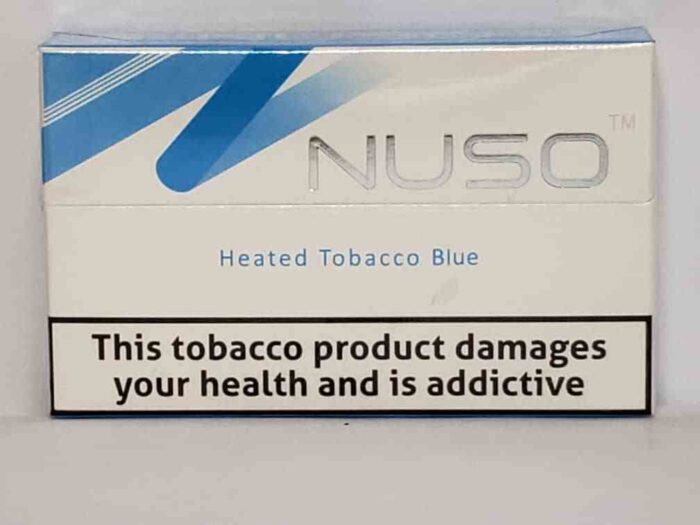 NUSO™
Heated Tobacco Blue
This tobacco product damages
your health and is addictive